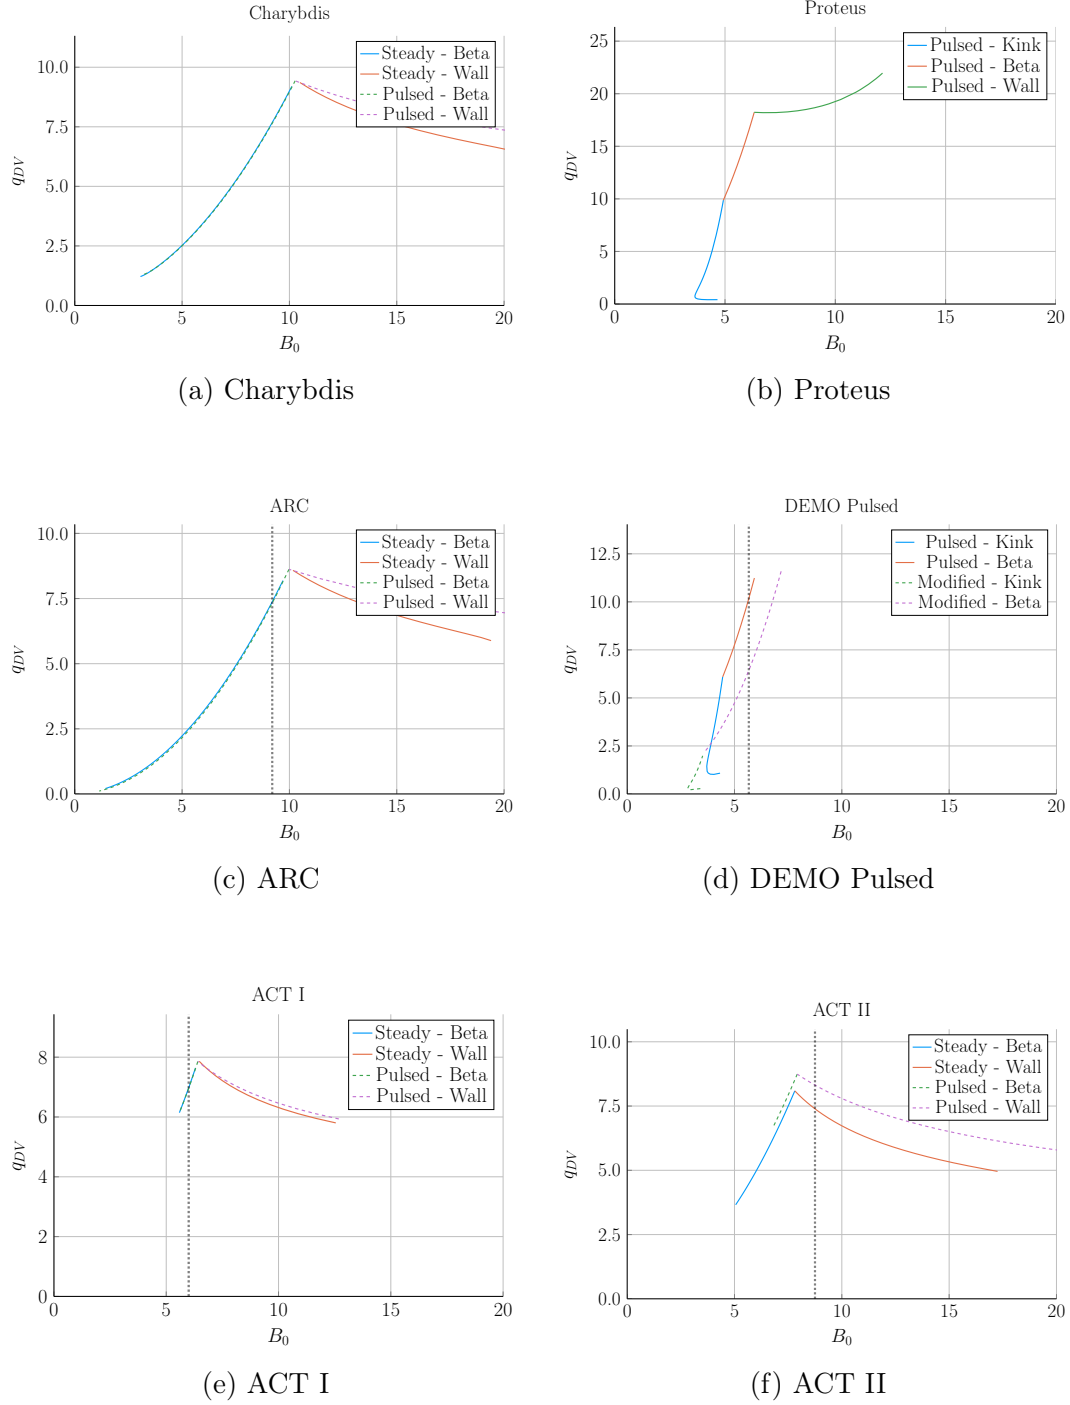 Charybdis
Steady - Beta
Steady - Wall
Pulsed - Beta
Pulsed - Wall
10.0
7.5
5.0
2.5
0.0
q_DV
0 5 10 15 20
B_0
(a) Charybdis
Proteus
Pulsed - Kink
Pulsed - Beta
Pulsed - Wall
25
20
15
10
5
0
q_DV
0 5 10 15 20
B_0
(b) Proteus
ARC
Steady - Beta
Steady - Wall
Pulsed - Beta
Pulsed - Wall
10.0
7.5
5.0
2.5
0.0
q_DV
0 5 10 15 20
B_0
(c) ARC
DEMO Pulsed
Pulsed - Kink
Pulsed - Beta
Modified - Kink
Modified - Beta
12.5
10.0
7.5
5.0
2.5
0.0
q_DV
0 5 10 15 20
B_0
(d) DEMO Pulsed
ACT I
Steady - Beta
Steady - Wall
Pulsed - Beta
Pulsed - Wall
8
6
4
2
0
q_DV
0 5 10 15 20
B_0
(e) ACT I
ACT II
Steady - Beta
Steady - Wall
Pulsed - Beta
Pulsed - Wall
10.0
7.5
5.0
2.5
0.0
q_DV
0 5 10 15 20
B_0
(f) ACT II